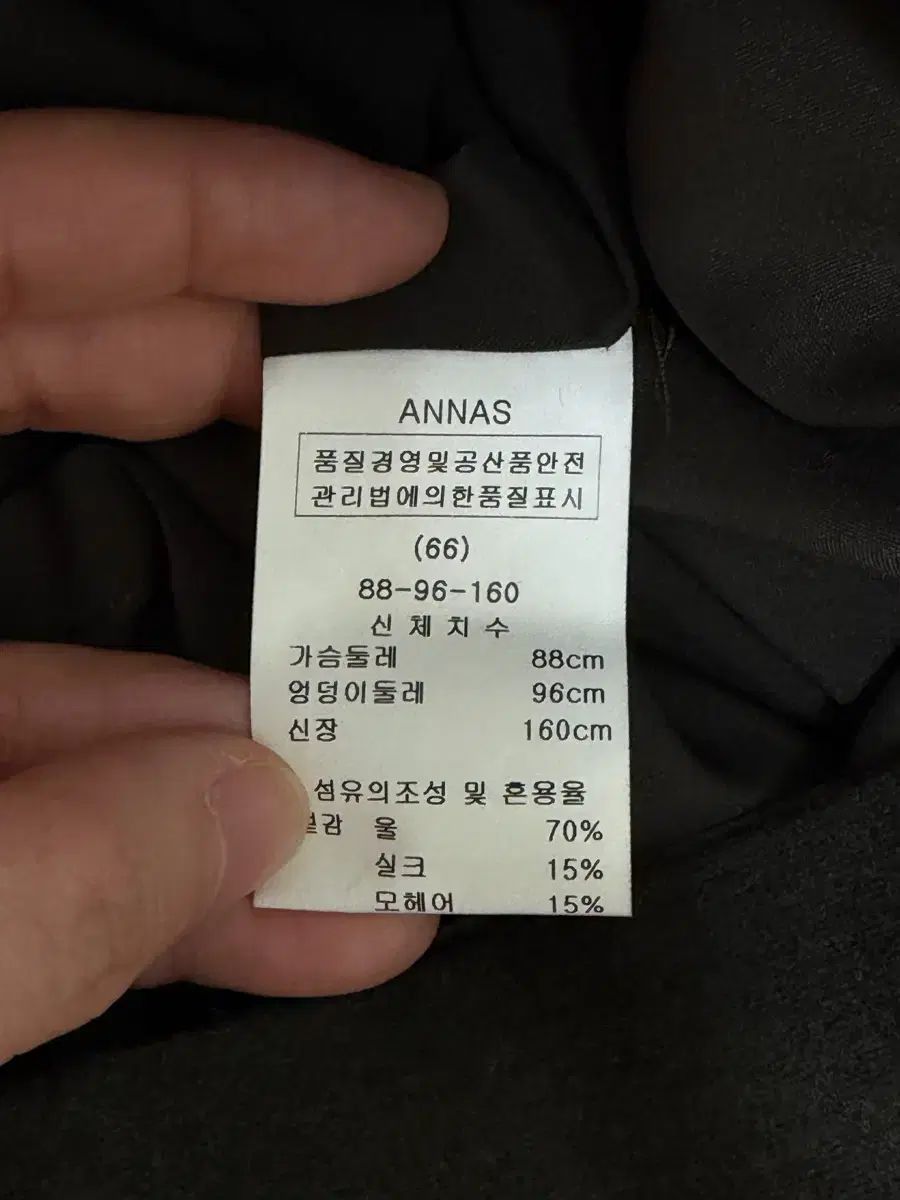 ANNAS
품질경영및공산품안전
관리법에의한품질표시
(66)
88-96-160
신 체 치 수
가슴둘레 88cm
엉덩이둘레 96cm
신장 160cm
섬유의조성 및 혼용율
울 70%
실크 15%
모헤어 15%